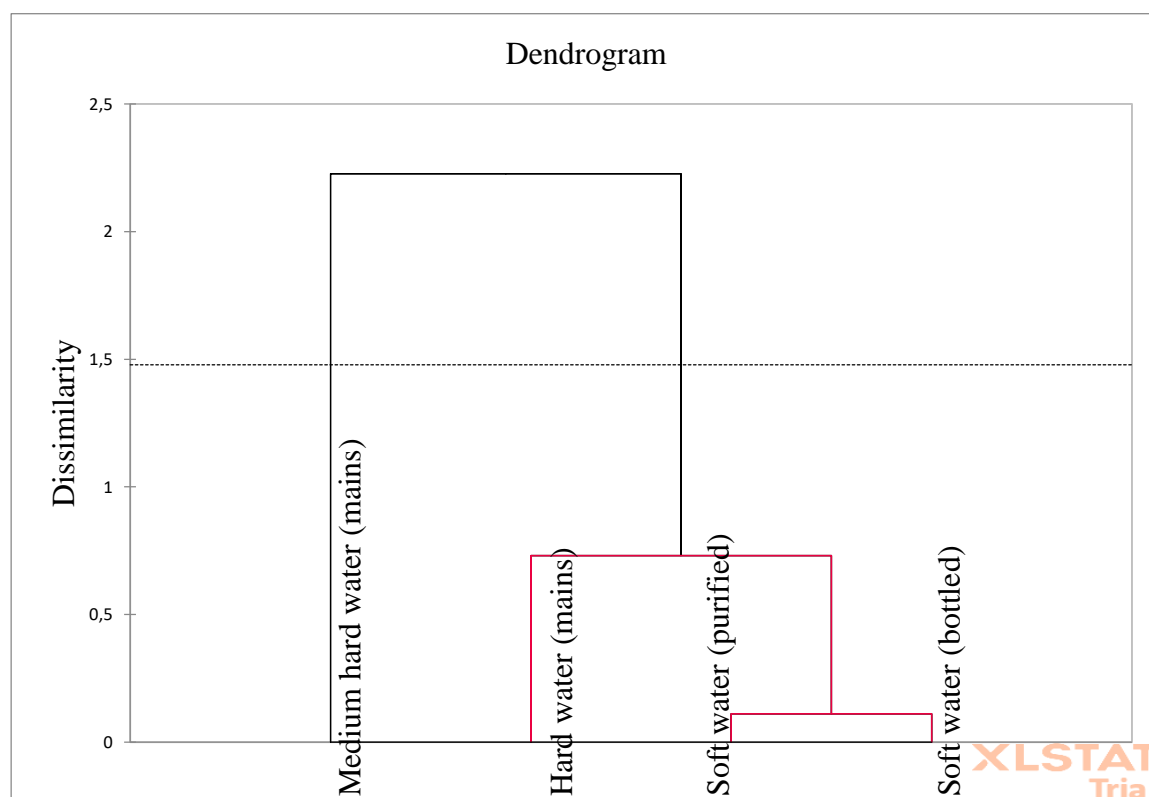 Dendrogram
2,5
2
1,5
1
0,5
0
Dissimilarity
Medium hard water (mains)
Hard water (mains)
Soft water (purified)
Soft water (bottled)
XLSTAT
Tria